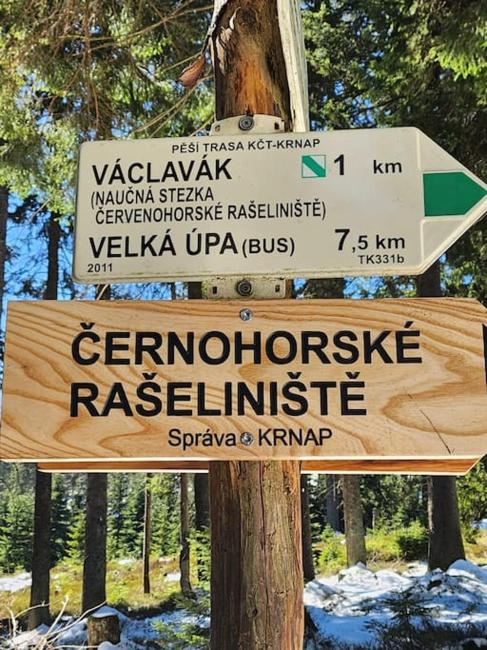 PĚŠÍ TRASA KČT-KRNAP
VÁCLAVÁK 1 km
(NAUČNÁ STEZKA
ČERVENOHORSKÉ RAŠELINIŠTĚ)
VELKÁ ÚPA (BUS) 7,5 km
2011 TK331b
ČERNOHORSKÉ
RAŠELINIŠTĚ
Správa KRNAP